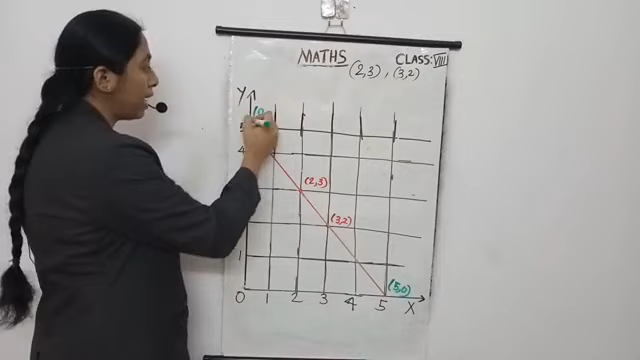 MATHS
CLASS: VIII
(2,3) , (3,2)
Y
(0
5
4
(2,3)
(3,2)
1
(5,0)
0 1 2 3 4 5 X